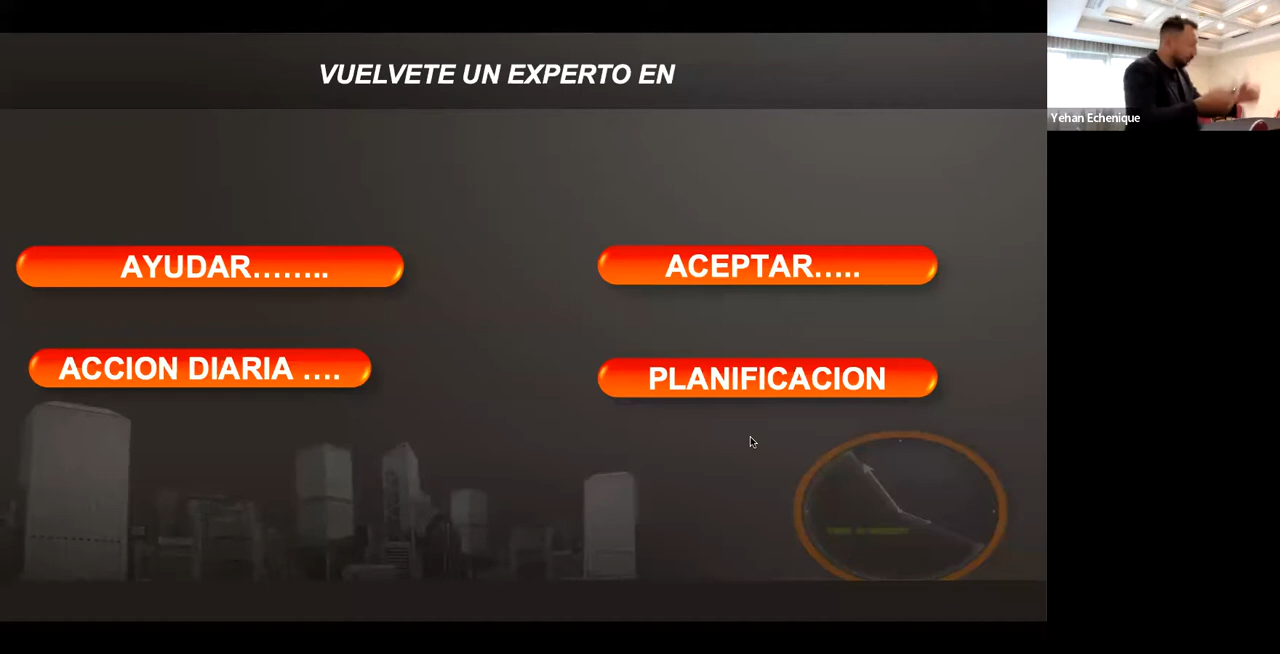 VUELVETE UN EXPERTO EN
Yehan Echenique
AYUDAR……..
ACEPTAR…..
ACCION DIARIA ….
PLANIFICACION